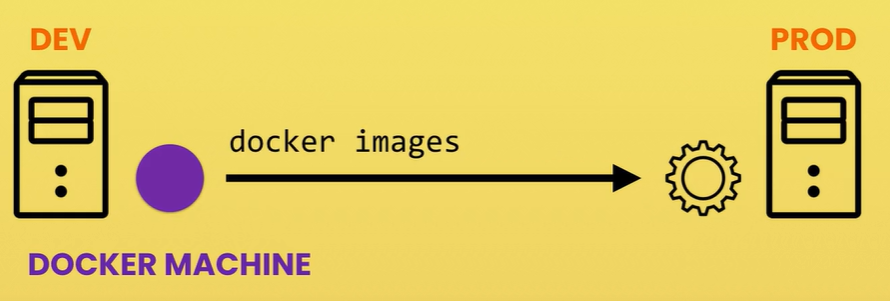 DEV
PROD
docker images
DOCKER MACHINE